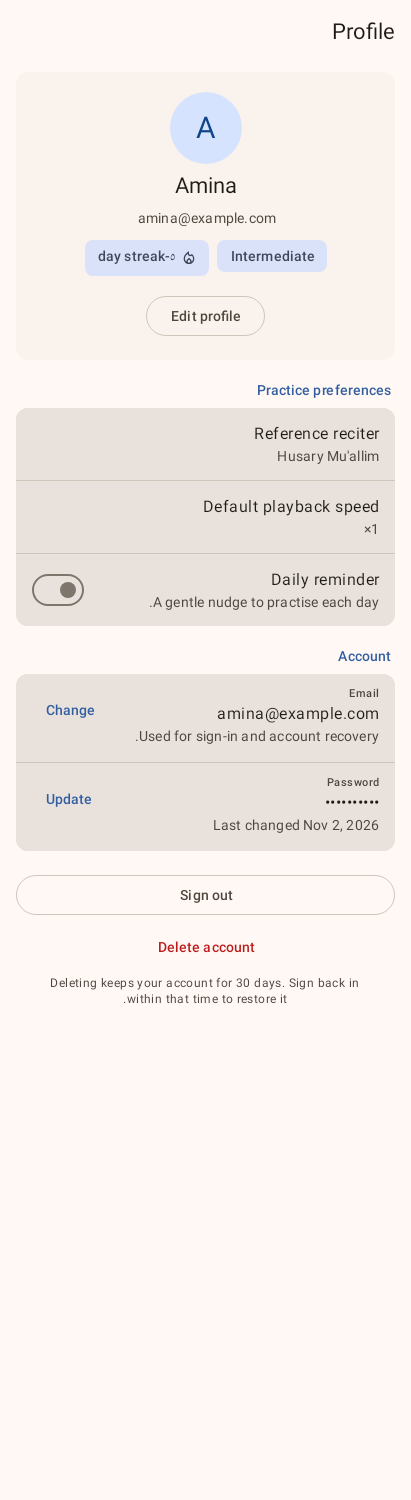 Profile
A
Amina
amina@example.com
Intermediate
day streak-٥
Edit profile
Practice preferences
Reference reciter
Husary Mu'allim
Default playback speed
×1
Daily reminder
.A gentle nudge to practise each day
Account
Email
amina@example.com
.Used for sign-in and account recovery
Change
Password
••••••••••
Last changed Nov 2, 2026
Update
Sign out
Delete account
Deleting keeps your account for 30 days. Sign back in
.within that time to restore it